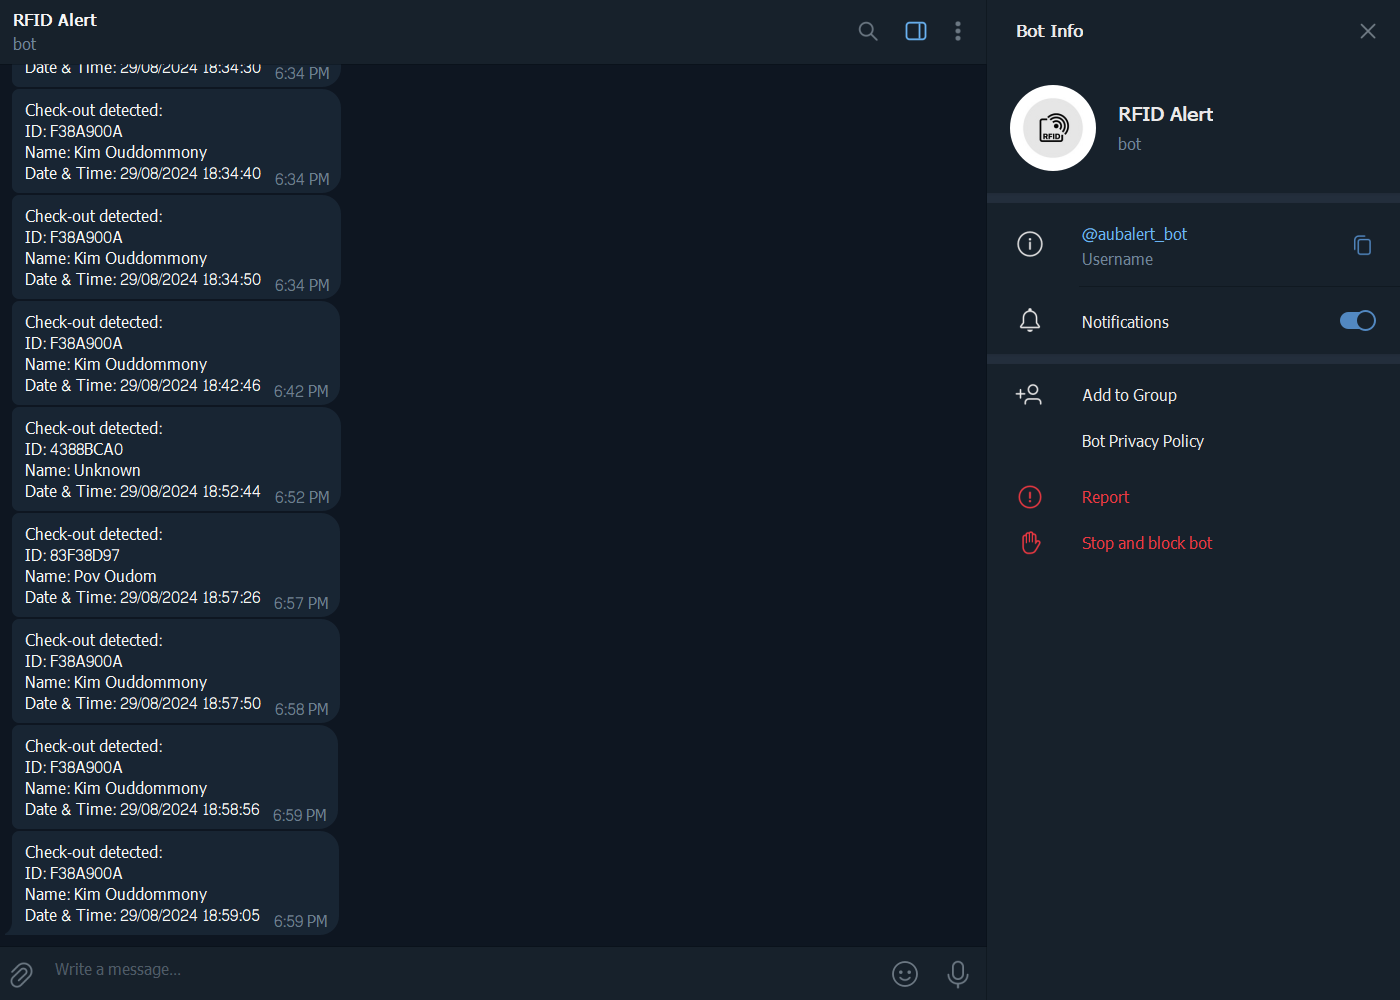 RFID Alert
bot
Date & Time: 29/08/2024 18:34:30 6:34 PM
Check-out detected:
ID: F38A900A
Name: Kim Ouddommony
Date & Time: 29/08/2024 18:34:40 6:34 PM
Check-out detected:
ID: F38A900A
Name: Kim Ouddommony
Date & Time: 29/08/2024 18:34:50 6:34 PM
Check-out detected:
ID: F38A900A
Name: Kim Ouddommony
Date & Time: 29/08/2024 18:42:46 6:42 PM
Check-out detected:
ID: 4388BCA0
Name: Unknown
Date & Time: 29/08/2024 18:52:44 6:52 PM
Check-out detected:
ID: 83F38D97
Name: Pov Oudom
Date & Time: 29/08/2024 18:57:26 6:57 PM
Check-out detected:
ID: F38A900A
Name: Kim Ouddommony
Date & Time: 29/08/2024 18:57:50 6:58 PM
Check-out detected:
ID: F38A900A
Name: Kim Ouddommony
Date & Time: 29/08/2024 18:58:56 6:59 PM
Check-out detected:
ID: F38A900A
Name: Kim Ouddommony
Date & Time: 29/08/2024 18:59:05 6:59 PM
Write a message...
Bot Info
RFID
RFID Alert
bot
@aubalert_bot
Username
Notifications
Add to Group
Bot Privacy Policy
Report
Stop and block bot